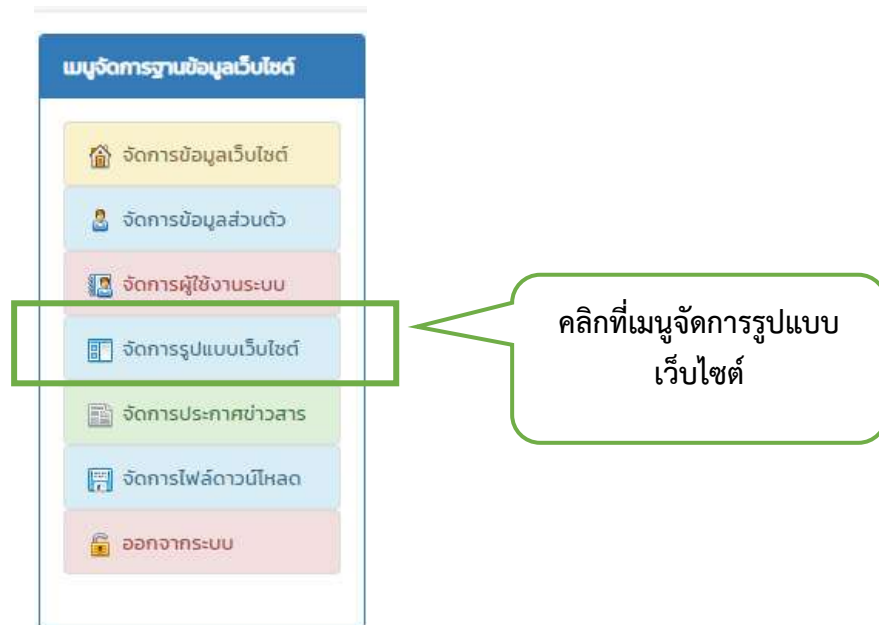 เมนูจัดการฐานข้อมูลเว็บไซต์
จัดการข้อมูลเว็บไซต์
จัดการข้อมูลส่วนตัว
จัดการผู้ใช้งานระบบ
จัดการรูปแบบเว็บไซต์
จัดการประกาศข่าวสาร
จัดการไฟล์ดาวน์โหลด
ออกจากระบบ
คลิกที่เมนูจัดการรูปแบบ
เว็บไซต์